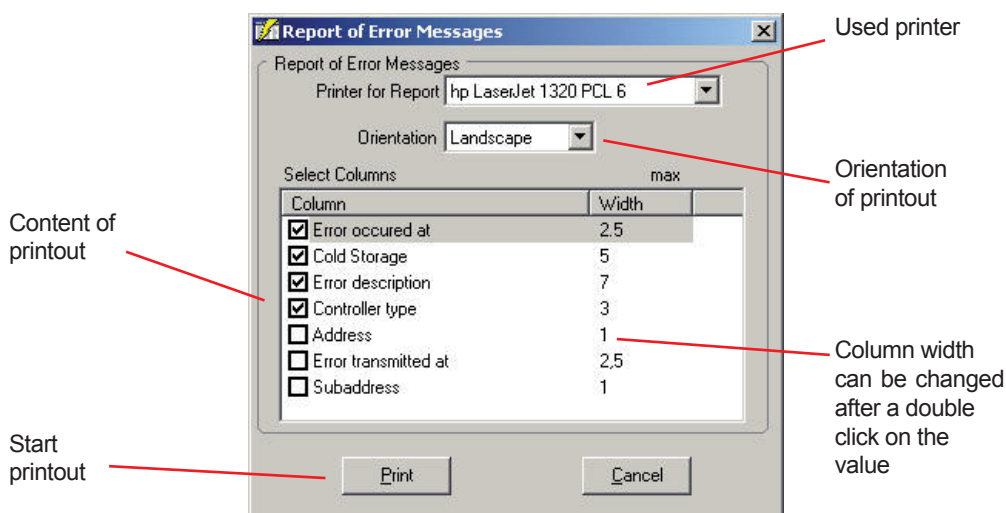 Report of Error Messages
Used printer
Report of Error Messages
Printer for Report hp LaserJet 1320 PCL 6
Orientation Landscape
Orientation
of printout
Select Columns max
Column Width
Content of
printout
Error occured at 2.5
Cold Storage 5
Error description 7
Controller type 3
Address 1
Error transmitted at 2,5
Subaddress 1
Column width
can be changed
after a double
click on the
value
Start
printout
Print Cancel